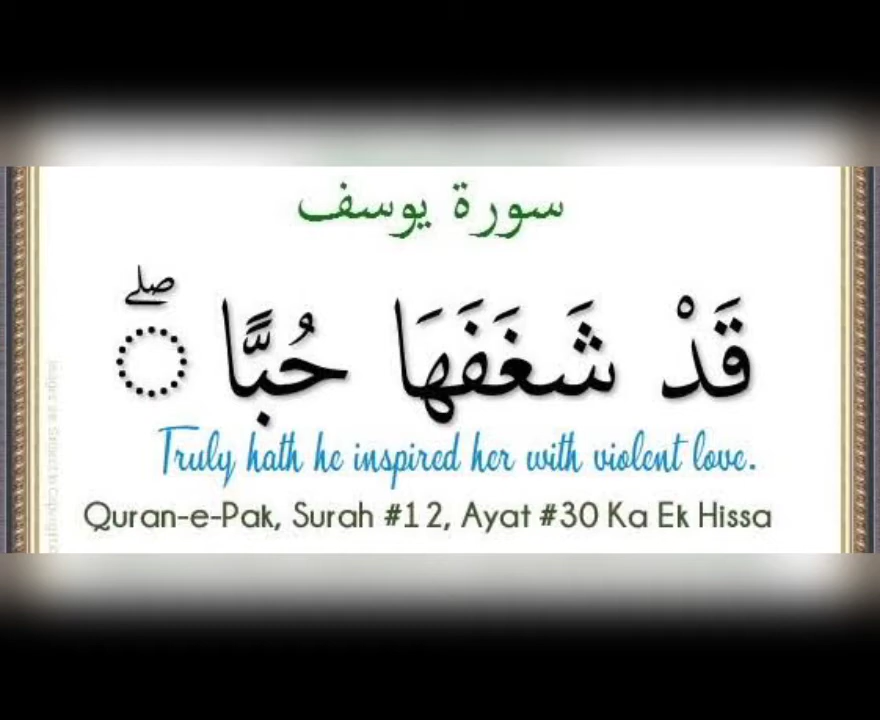 سورة يوسف
قَدْ شَغَفَهَا حُبًّا ۖ
Truly hath he inspired her with violent love.
Quran-e-Pak, Surah #12, Ayat #30 Ka Ek Hissa